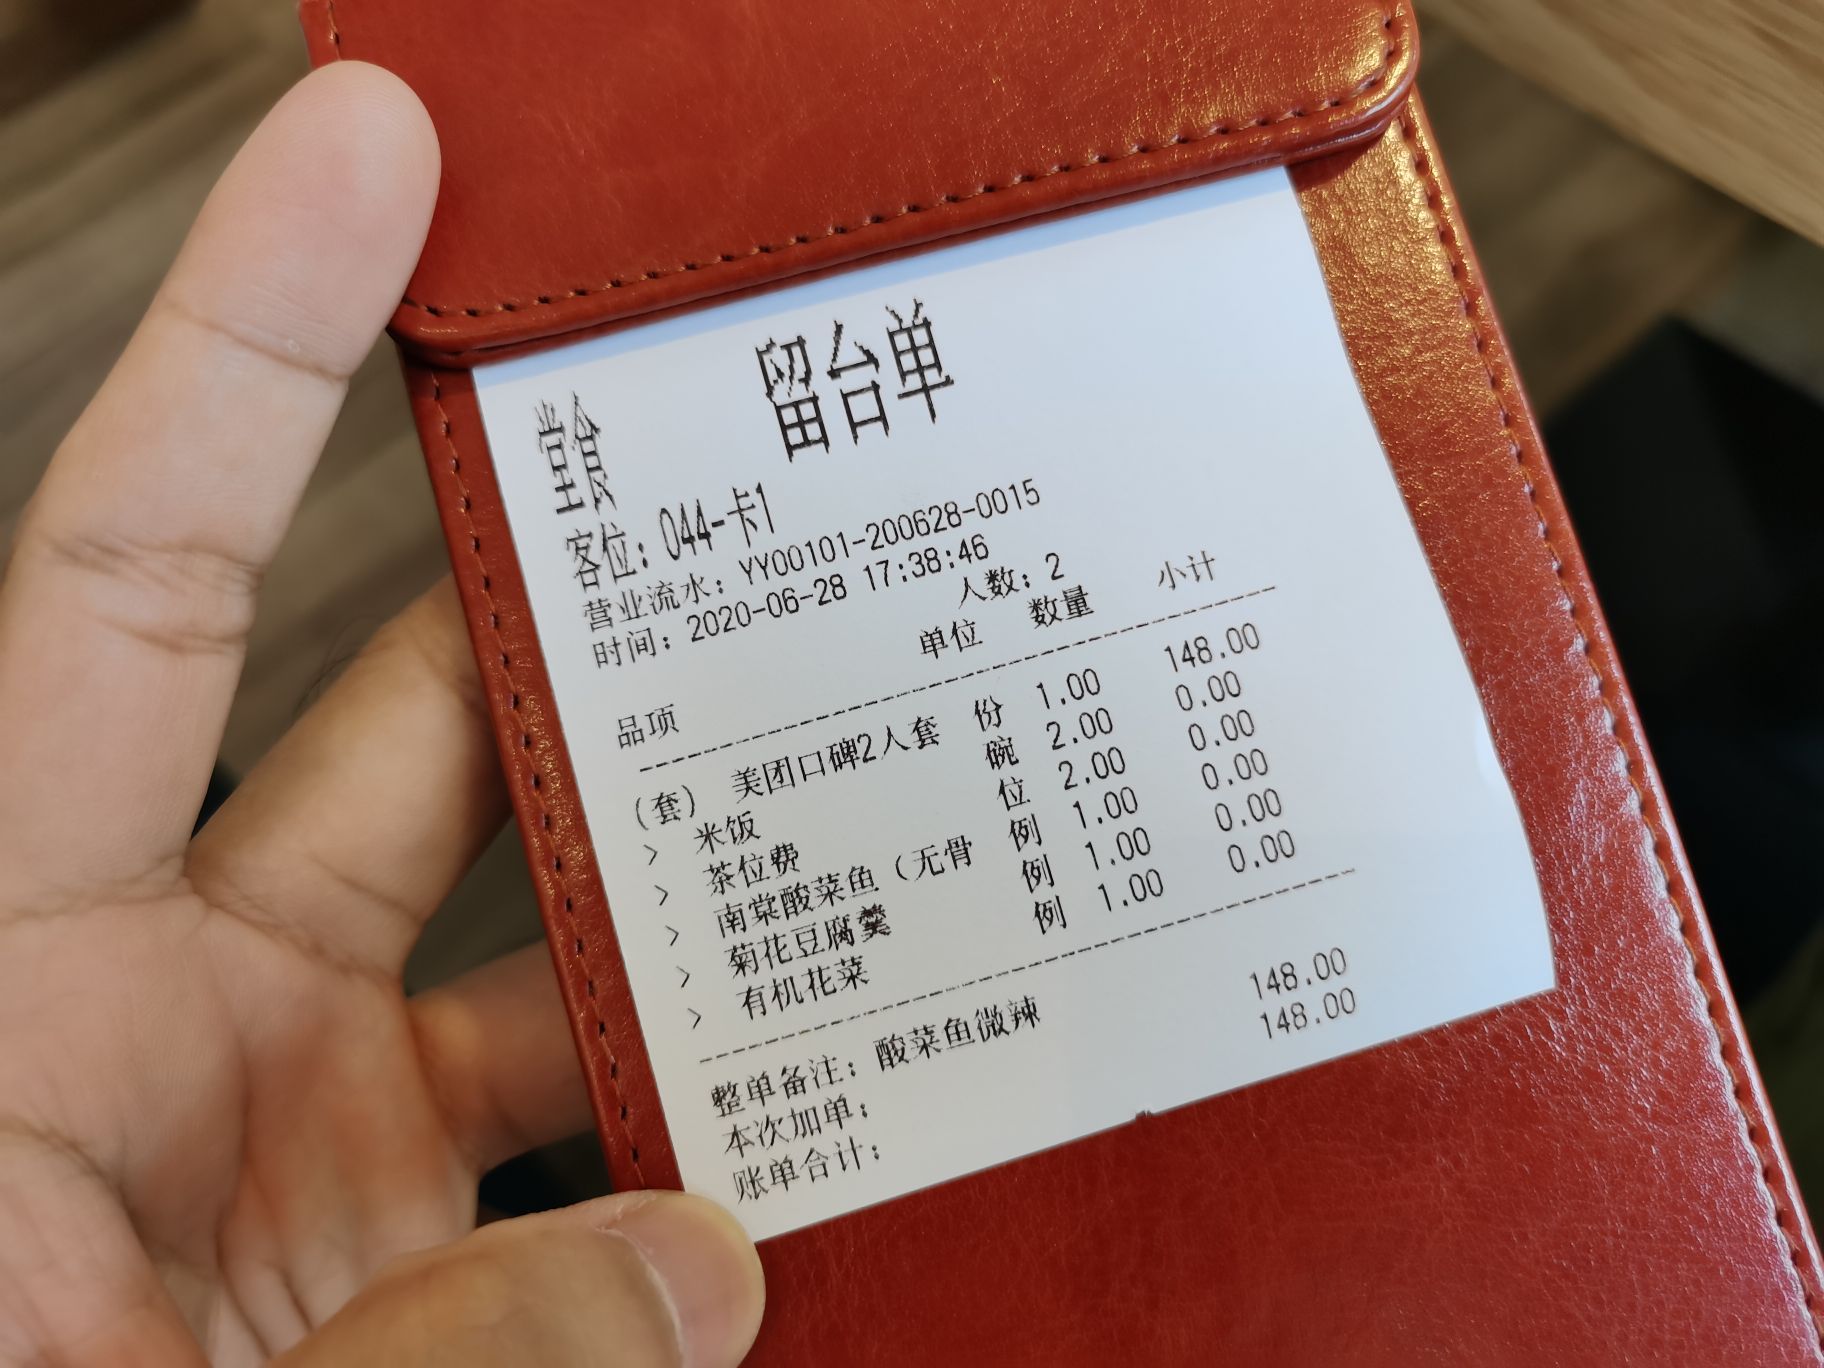 留台单
堂食
客位：044-卡1
营业流水：YY00101-200628-0015
时间：2020-06-28 17:38:46
人数：2
品项 单位 数量 小计
(套) 美团口碑2人套 份 1.00 148.00
> 米饭 碗 2.00 0.00
> 茶位费 位 2.00 0.00
> 南棠酸菜鱼（无骨 例 1.00 0.00
> 菊花豆腐羹 例 1.00 0.00
> 有机花菜 例 1.00 0.00
整单备注：酸菜鱼微辣
本次加单： 148.00
账单合计： 148.00